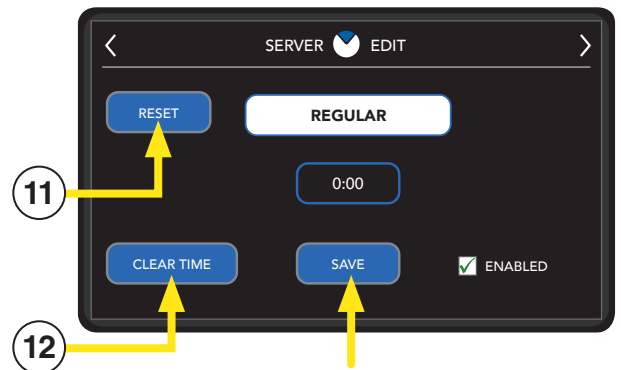 SERVER EDIT
RESET
REGULAR
11
0:00
CLEAR TIME
SAVE
ENABLED
12